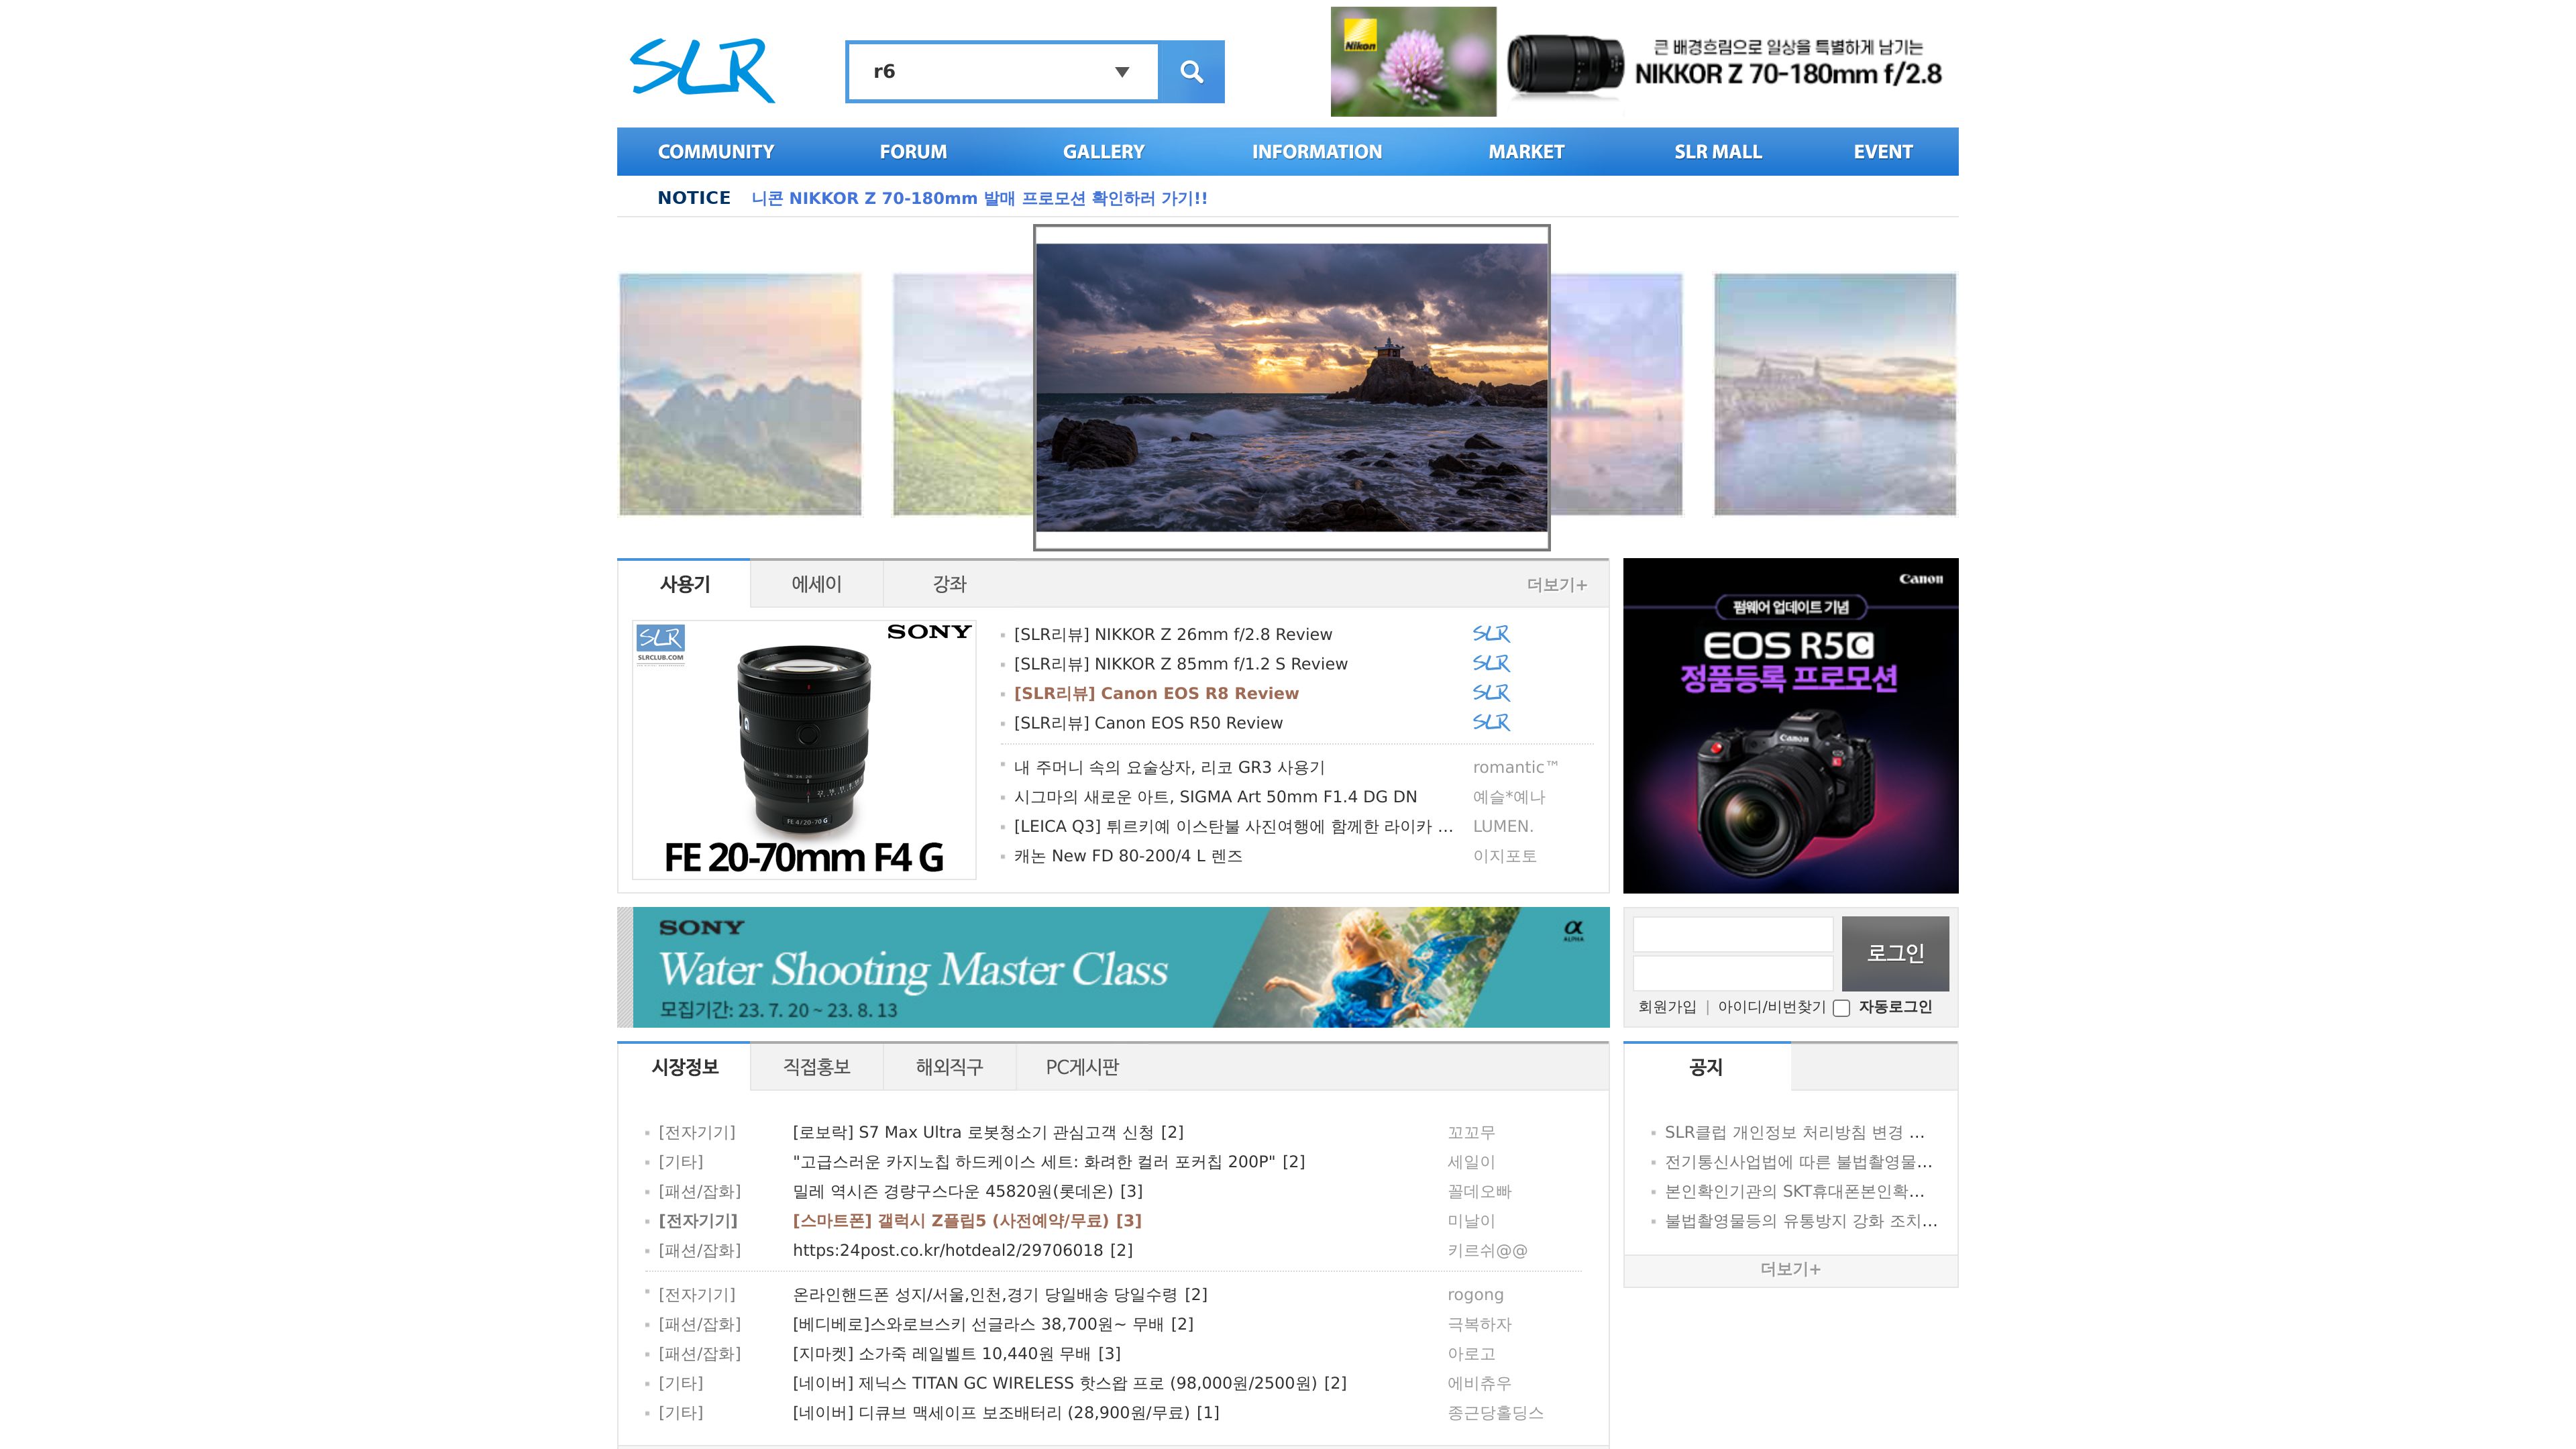 SLR
r6
Nikon
큰 배경흐림으로 일상을 특별하게 남기는
NIKKOR Z 70-180mm f/2.8
COMMUNITY
FORUM
GALLERY
INFORMATION
MARKET
SLR MALL
EVENT
NOTICE 니콘 NIKKOR Z 70-180mm 발매 프로모션 확인하러 가기!!
사용기
에세이
강좌
더보기+
SLR
SLRCLUB.COM
SONY
FE 4/20-70 G
FE 20-70mm F4 G
[SLR리뷰] NIKKOR Z 26mm f/2.8 Review SLR
[SLR리뷰] NIKKOR Z 85mm f/1.2 S Review SLR
[SLR리뷰] Canon EOS R8 Review SLR
[SLR리뷰] Canon EOS R50 Review SLR
내 주머니 속의 요술상자, 리코 GR3 사용기 romantic™
시그마의 새로운 아트, SIGMA Art 50mm F1.4 DG DN 예슬*예나
[LEICA Q3] 튀르키예 이스탄불 사진여행에 함께한 라이카 ... LUMEN.
캐논 New FD 80-200/4 L 렌즈 이지포토
Canon
펌웨어 업데이트 기념
EOS R5 C
정품등록 프로모션
Canon
SONY
Water Shooting Master Class
모집기간: 23. 7. 20 ~ 23. 8. 13
α
ALPHA
로그인
회원가입 | 아이디/비번찾기 자동로그인
시장정보
직접홍보
해외직구
PC게시판
[전자기기] [로보락] S7 Max Ultra 로봇청소기 관심고객 신청 [2] 꼬꼬무
[기타] "고급스러운 카지노칩 하드케이스 세트: 화려한 컬러 포커칩 200P" [2] 세일이
[패션/잡화] 밀레 역시즌 경량구스다운 45820원(롯데온) [3] 꼴데오빠
[전자기기] [스마트폰] 갤럭시 Z플립5 (사전예약/무료) [3] 미날이
[패션/잡화] https:24post.co.kr/hotdeal2/29706018 [2] 키르쉬@@
[전자기기] 온라인핸드폰 성지/서울,인천,경기 당일배송 당일수령 [2] rogong
[패션/잡화] [베디베로]스와로브스키 선글라스 38,700원~ 무배 [2] 극복하자
[패션/잡화] [지마켓] 소가죽 레일벨트 10,440원 무배 [3] 아로고
[기타] [네이버] 제닉스 TITAN GC WIRELESS 핫스왑 프로 (98,000원/2500원) [2] 에비츄우
[기타] [네이버] 디큐브 맥세이프 보조배터리 (28,900원/무료) [1] 종근당홀딩스
공지
SLR클럽 개인정보 처리방침 변경 ...
전기통신사업법에 따른 불법촬영물...
본인확인기관의 SKT휴대폰본인확...
불법촬영물등의 유통방지 강화 조치...
더보기+